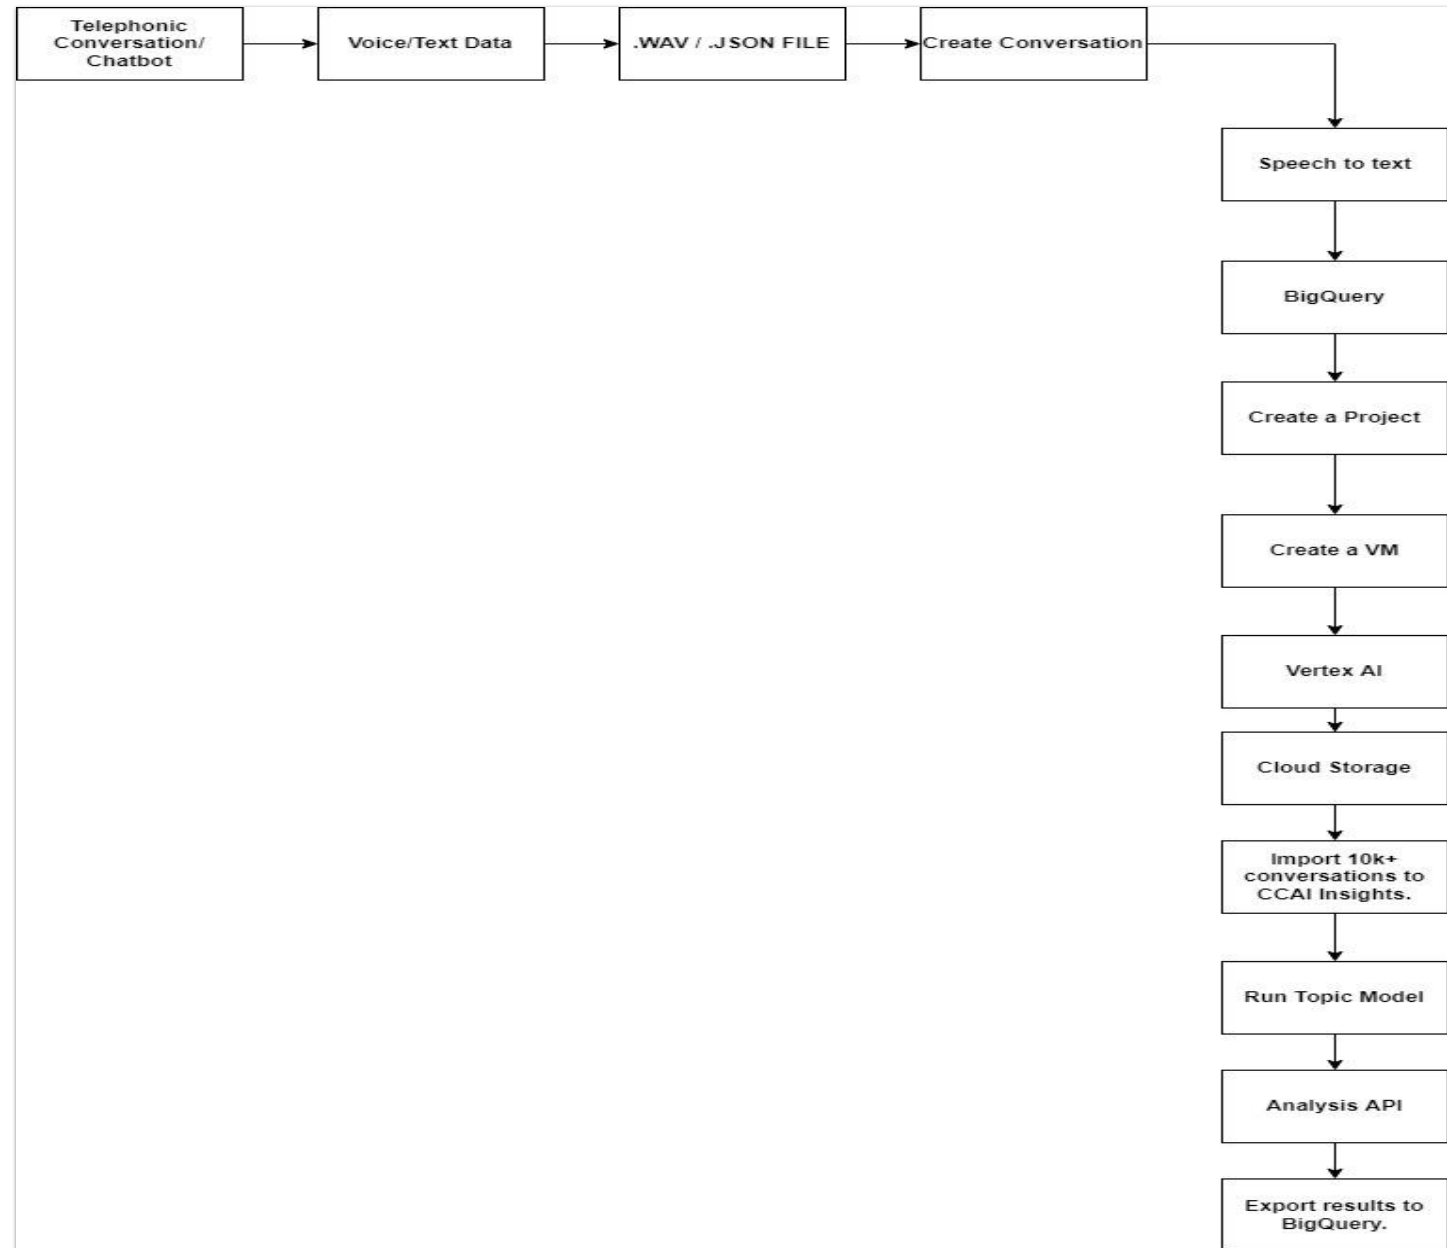 Telephonic
Conversation/
Chatbot
Voice/Text Data
.WAV / .JSON FILE
Create Conversation
Speech to text
BigQuery
Create a Project
Create a VM
Vertex AI
Cloud Storage
Import 10k+
conversations to
CCAI Insights.
Run Topic Model
Analysis API
Export results to
BigQuery.